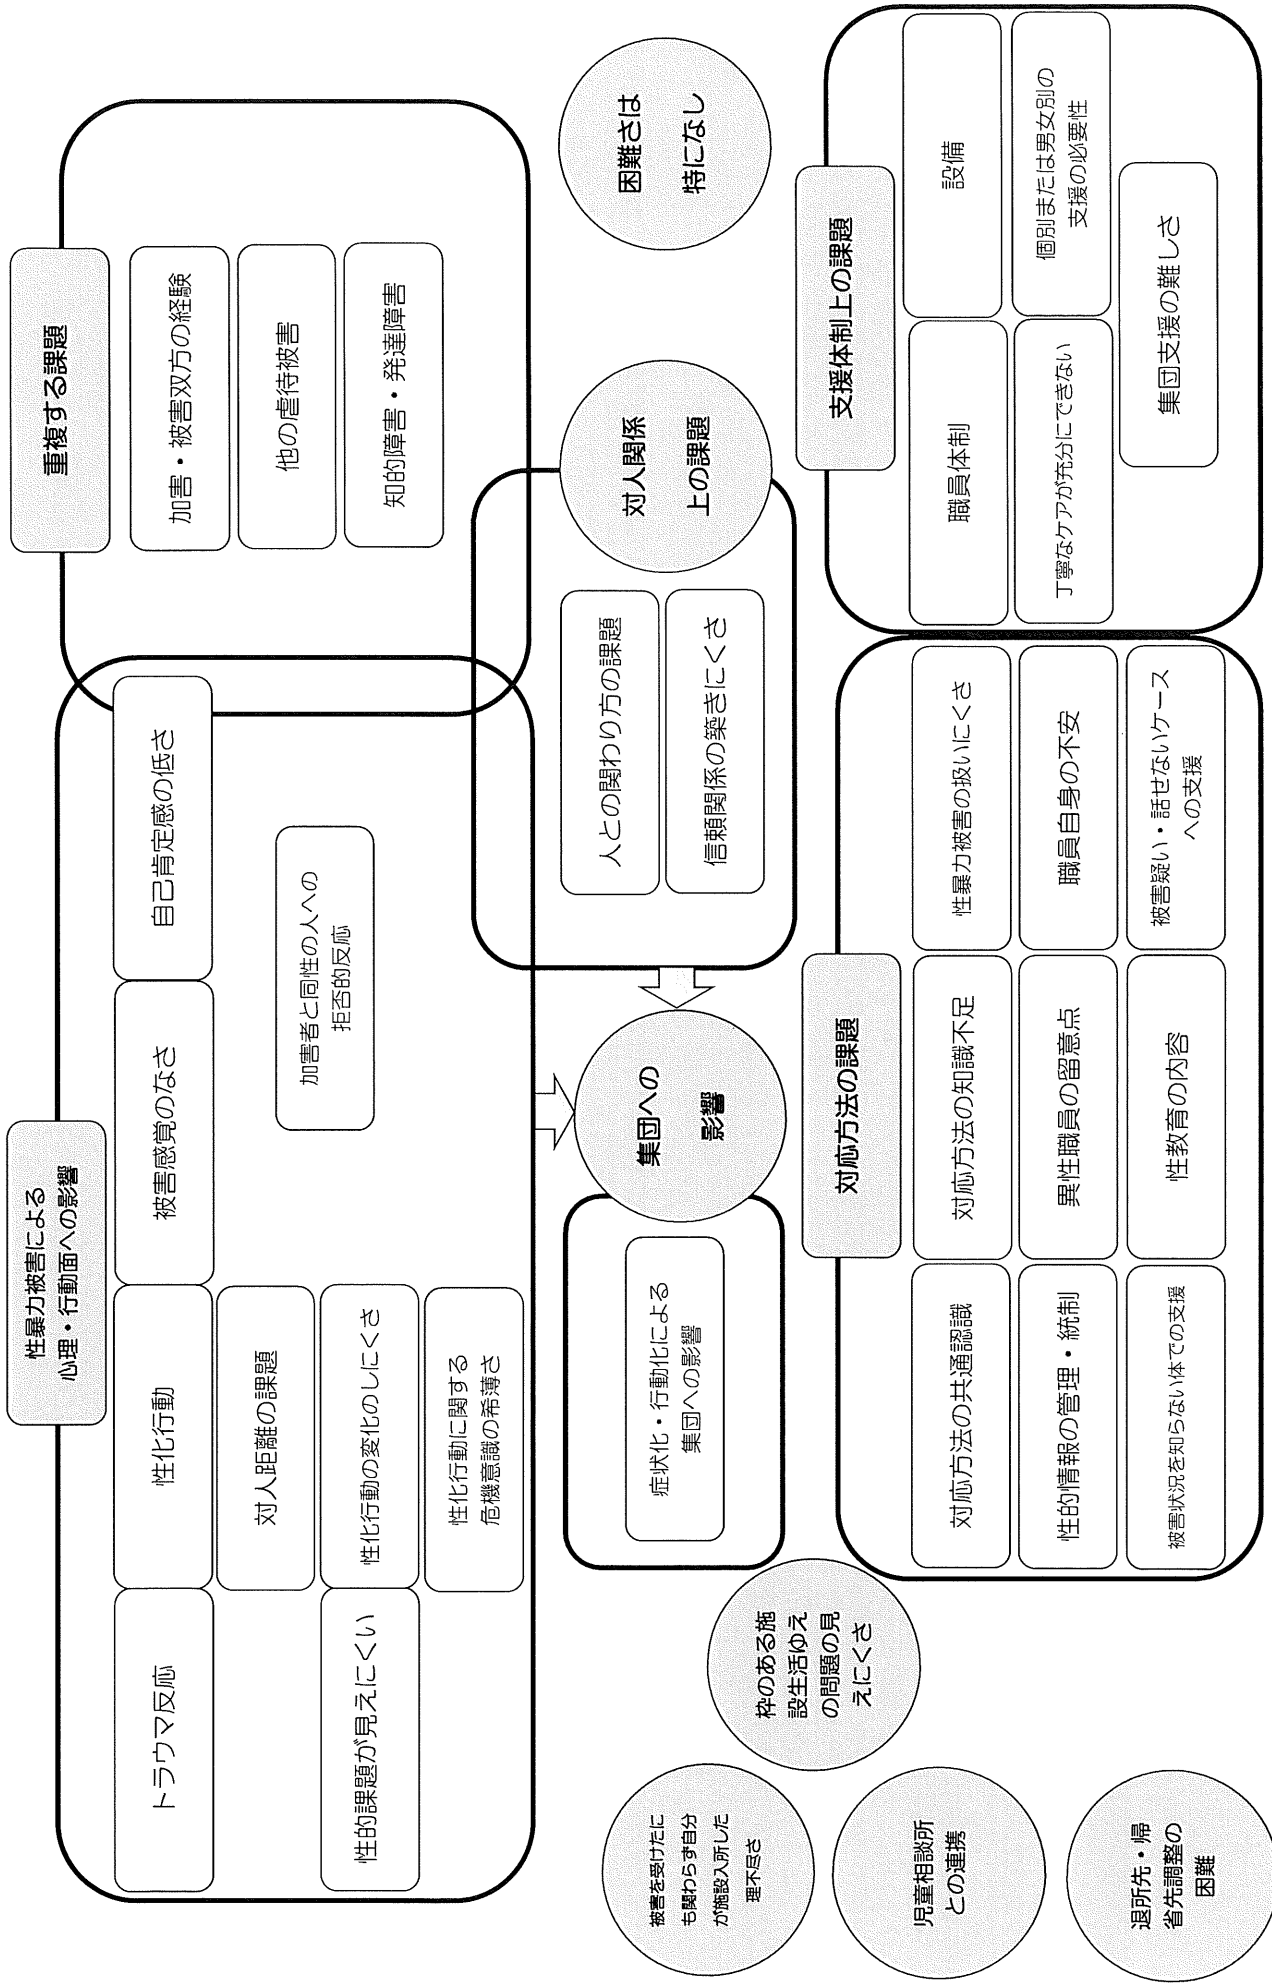 性暴力被害による
心理・行動面への影響
トラウマ反応
性化行動
被害感覚のなさ
自己肯定感の低さ
対人距離の課題
加害者と同性の人への
拒否的反応
性的課題が見えにくい
性化行動の変化のしにくさ
性化行動に関する
危機意識の希薄さ
重複する課題
加害・被害双方の経験
他の虐待被害
知的障害・発達障害
対人関係
上の課題
人との関わり方の課題
信頼関係の築きにくさ
困難さは
特になし
集団への
影響
症状化・行動化による
集団への影響
被害を受けたに
も関わらず自分
が施設入所した
理不尽さ
枠のある施
設生活ゆえ
の問題の見
えにくさ
児童相談所
との連携
退所先・帰
省先調整の
困難
対応方法の課題
対応方法の共通認識
対応方法の知識不足
性暴力被害の扱いにくさ
性的情報の管理・統制
異性職員の留意点
職員自身の不安
被害状況を知らない体での支援
性教育の内容
被害疑い・話せないケース
への支援
支援体制上の課題
職員体制
設備
丁寧なケアが充分にできない
個別または男女別の
支援の必要性
集団支援の難しさ